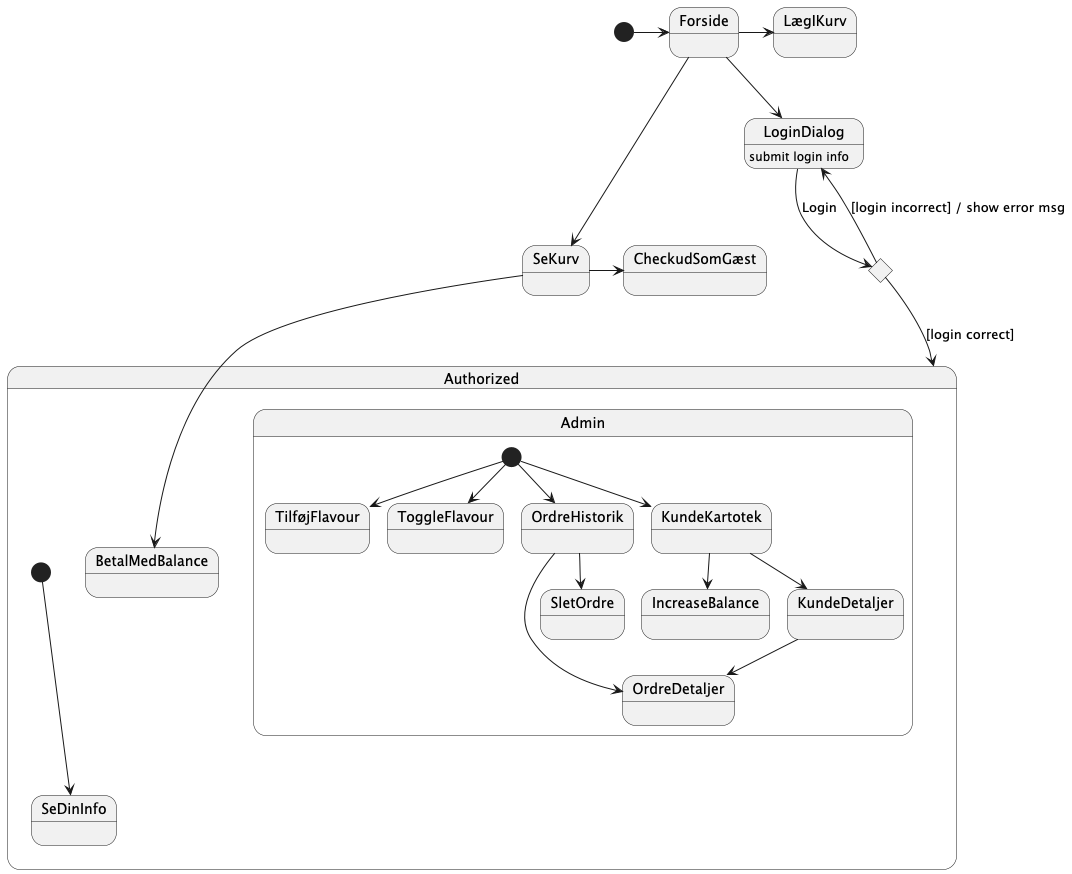 Forside
LægIKurv
LoginDialog
submit login info
Login
[login incorrect] / show error msg
SeKurv
CheckudSomGæst
[login correct]
Authorized
Admin
TilføjFlavour
ToggleFlavour
OrdreHistorik
KundeKartotek
BetalMedBalance
SletOrdre
IncreaseBalance
KundeDetaljer
OrdreDetaljer
SeDinInfo